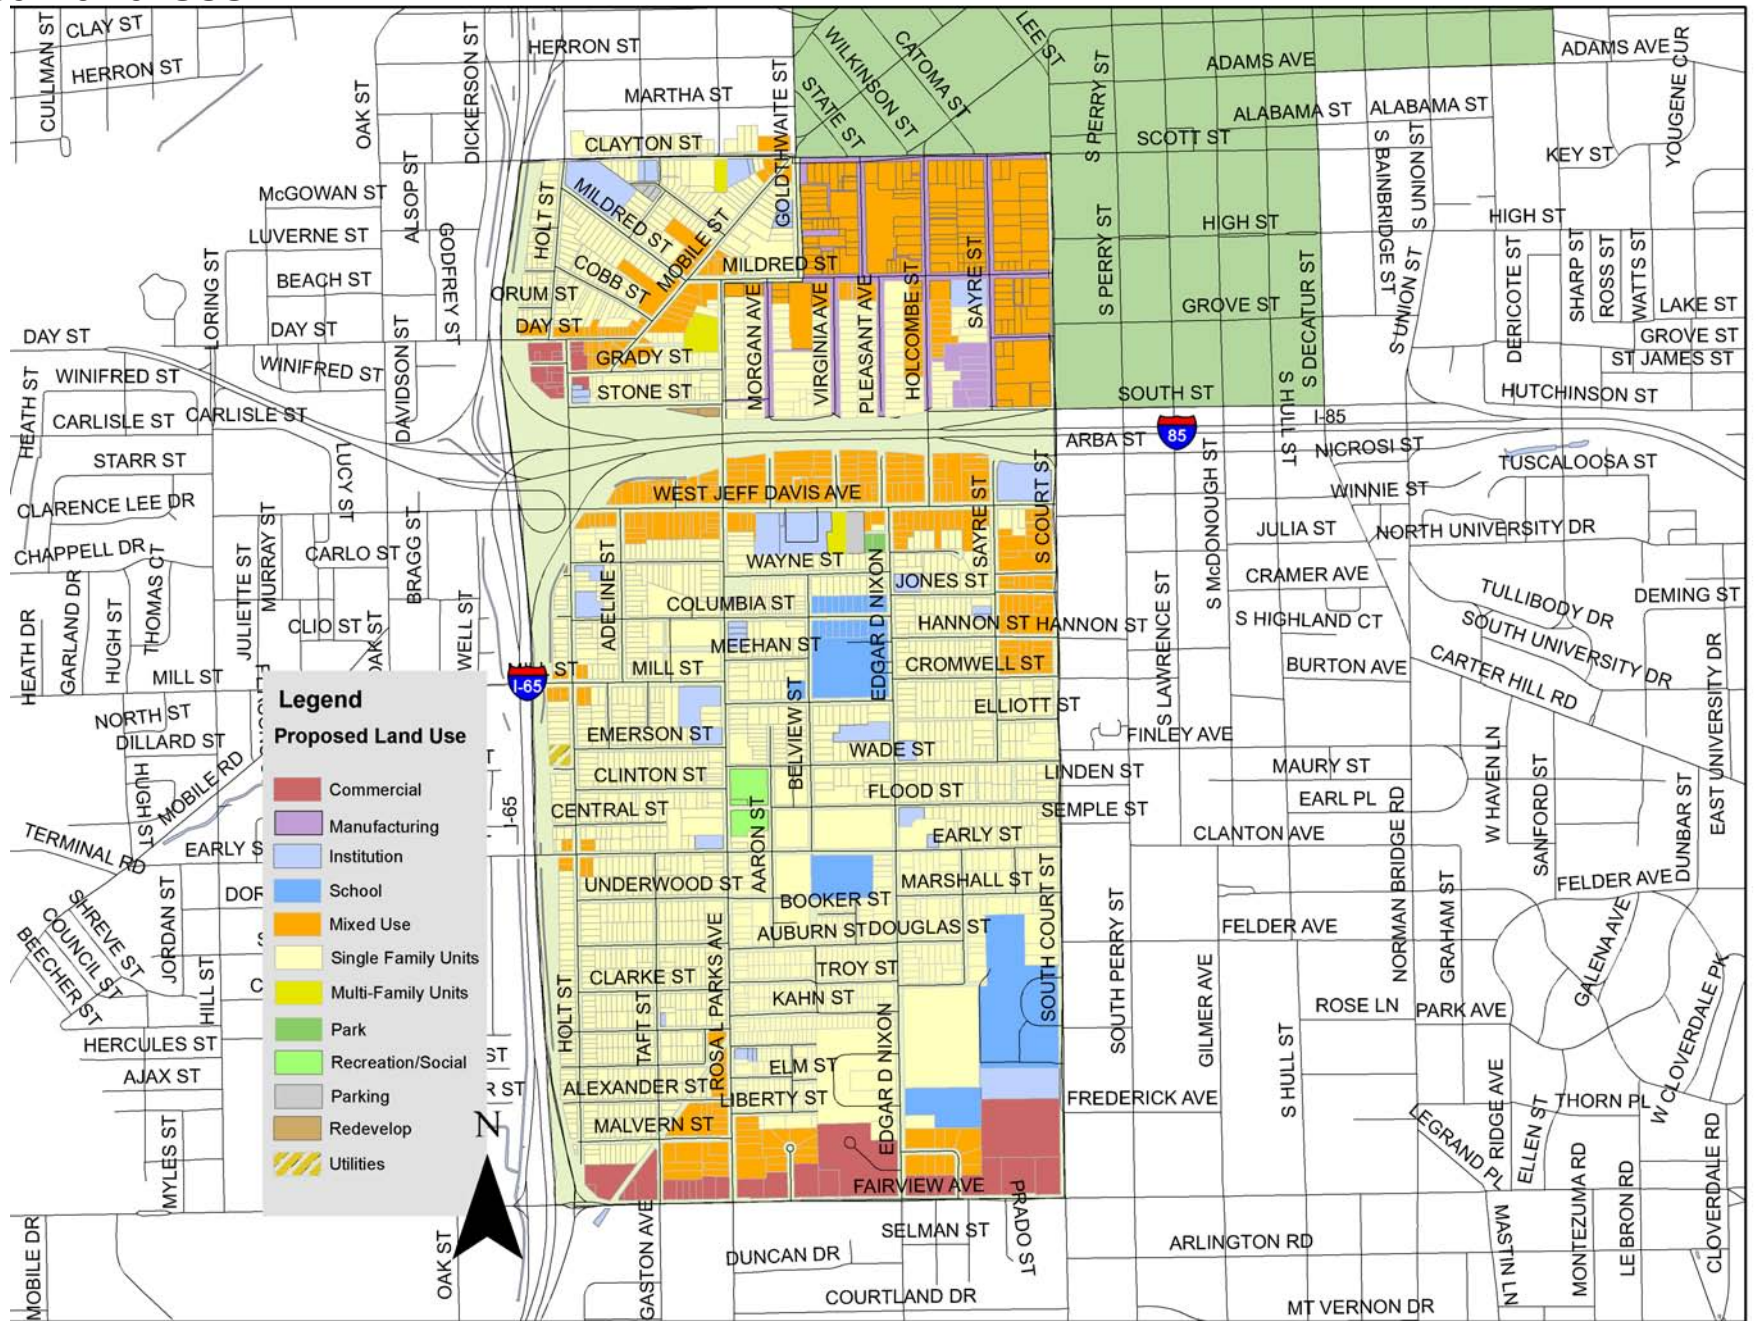 CLAY ST
CULLMAN ST
HERRON ST
DICKERSON ST
HERRON ST
OAK ST
MARTHA ST
GOLDTHWAITE ST
WILKINSON ST
CATOMA ST
STATE ST
LEE ST
S PERRY ST
ADAMS AVE
ADAMS AVE
YOUGENE CUR
ALABAMA ST
ALABAMA ST
SCOTT ST
S BAINBRIDGE ST
S UNION ST
KEY ST
CLAYTON ST
McGOWAN ST
ALSOP ST
HOLT ST
MILDRED ST
MOBILE ST
LUVERNE ST
GODFREY ST
BEACH ST
LORING ST
COBB ST
MILDRED ST
ORUM ST
DAY ST
DAY ST
DAY ST
S PERRY ST
HIGH ST
HIGH ST
GROVE ST
S DECATUR ST
S UNION ST
DERICOTE ST
SHARP ST
ROSS ST
WATTS ST
LAKE ST
GROVE ST
ST JAMES ST
HUTCHINSON ST
MORGAN AVE
VIRGINIA AVE
PLEASANT AVE
HOLCOMBE ST
SAYRE ST
GRADY ST
STONE ST
SOUTH ST
HEATH ST
WINIFRED ST
WINIFRED ST
DAVIDSON ST
CARLISLE ST
CARLISLE ST
STARR ST
LUCY ST
CLARENCE LEE DR
CHAPPELL DR
S HULL ST
I-85
85
ARBA ST
NICROSI ST
TUSCALOOSA ST
WINNIE ST
S McDONOUGH ST
JULIA ST
NORTH UNIVERSITY DR
WEST JEFF DAVIS AVE
SAYRE ST
S COURT ST
JULIETTE ST
MURRAY ST
CARLO ST
BRAGG ST
ADELINE ST
WAYNE ST
EDGAR D NIXON
JONES ST
COLUMBIA ST
MEEHAN ST
HANNON ST
HANNON ST
CROMWELL ST
MILL ST
ELLIOTT ST
CRAMER AVE
S HIGHLAND CT
BURTON AVE
S LAWRENCE ST
TULLIBODY DR
DEMING ST
SOUTH UNIVERSITY DR
CARTER HILL RD
EAST UNIVERSITY DR
HEATH DR
GARLAND DR
HUGH ST
THOMAS CT
CLIO ST
OAK ST
WELL ST
MILL ST
I-65
NORTH ST
DILLARD ST
HUGH ST
MOBILE RD
I-65
EMERSON ST
BELVIEW ST
WADE ST
CLINTON ST
FLOOD ST
CENTRAL ST
AARON ST
EARLY ST
FINLEY AVE
LINDEN ST
SEMPLE ST
MAURY ST
EARL PL
CLANTON AVE
W HAVEN LN
SANFORD ST
DUNBAR ST
NORMAN BRIDGE RD
TERMINAL RD
EARLY S
DOR
JORDAN ST
SHREVE ST
COUNCIL ST
BEECHER ST
HILL ST
HERCULES ST
AJAX ST
MYLES ST
UNDERWOOD ST
BOOKER ST
MARSHALL ST
AUBURN ST
DOUGLAS ST
CLARKE ST
TROY ST
KAHN ST
HOLT ST
TAFT ST
ROSAL PARKS AVE
EDGAR D NIXON
SOUTH COURT ST
ELM ST
ALEXANDER ST
LIBERTY ST
MALVERN ST
FAIRVIEW AVE
FELDER AVE
FELDER AVE
SOUTH PERRY ST
GILMER AVE
S HULL ST
GRAHAM ST
GALENA AVE
W CLOVERDALE PK
ROSE LN
PARK AVE
FREDERICK AVE
LEGRAND PL
RIDGE AVE
THORN PL
ELLEN ST
MONTEZUMA RD
LE BRON RD
CLOVERDALE RD
MOBILE DR
OAK ST
GASTON AVE
SELMAN ST
PRADO ST
DUNCAN DR
COURTLAND DR
ARLINGTON RD
MASTIN LN
MT VERNON DR
Legend
Proposed Land Use
Commercial
Manufacturing
Institution
School
Mixed Use
Single Family Units
Multi-Family Units
Park
Recreation/Social
Parking
Redevelop
Utilities
N